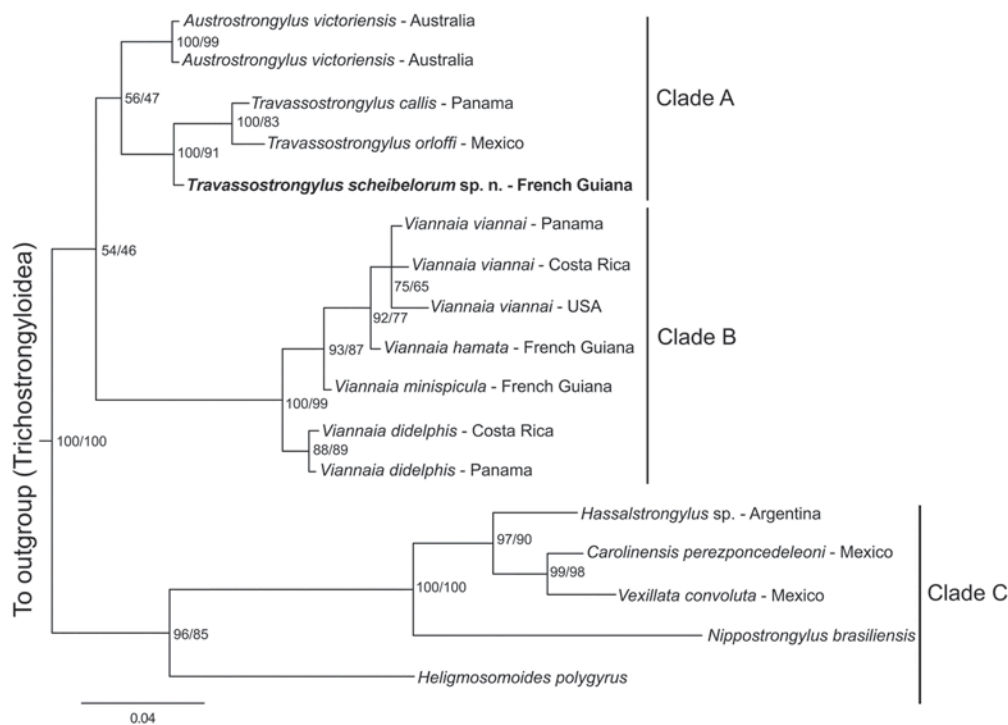 Austrostrongylus victoriensis - Australia
100/99
Austrostrongylus victoriensis - Australia
56/47
Clade A
Travassostrongylus callis - Panama
100/83
Travassostrongylus orloffi - Mexico
100/91
Travassostrongylus scheibelorum sp. n. - French Guiana
54/46
Viannaia viannai - Panama
Viannaia viannai - Costa Rica
75/65
Viannaia viannai - USA
92/77
Clade B
93/87
Viannaia hamata - French Guiana
Viannaia minispicula - French Guiana
100/99
Viannaia didelphis - Costa Rica
88/89
Viannaia didelphis - Panama
To outgroup (Trichostrongyloidea)
100/100
Hassalstrongylus sp. - Argentina
97/90
Carolinensis perezponcedeleoni - Mexico
99/98
100/100
Vexillata convoluta - Mexico
Clade C
96/85
Nippostrongylus brasiliensis
Heligmosomoides polygyrus
0.04